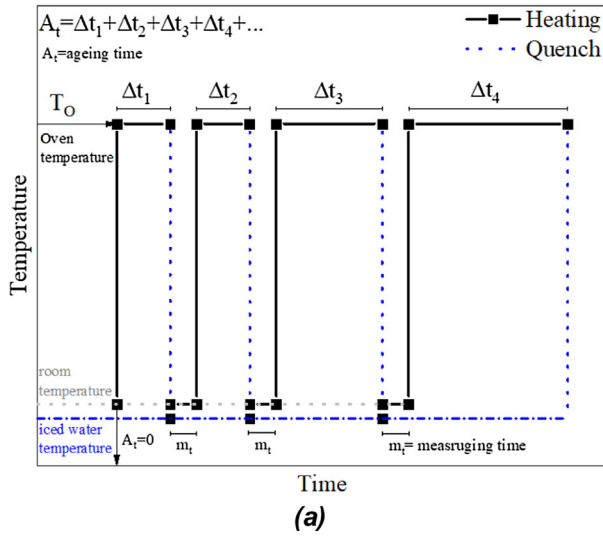 Aₜ=Δt₁+Δt₂+Δt₃+Δt₄+...
Aₜ=ageing time
Heating
Quench
Δt₁ Δt₂ Δt₃ Δt₄
T_O
Oven
temperature
Temperature
room
temperature
iced water
temperature
Aₜ=0
mₜ mₜ mₜ= measruging time
Time
(a)